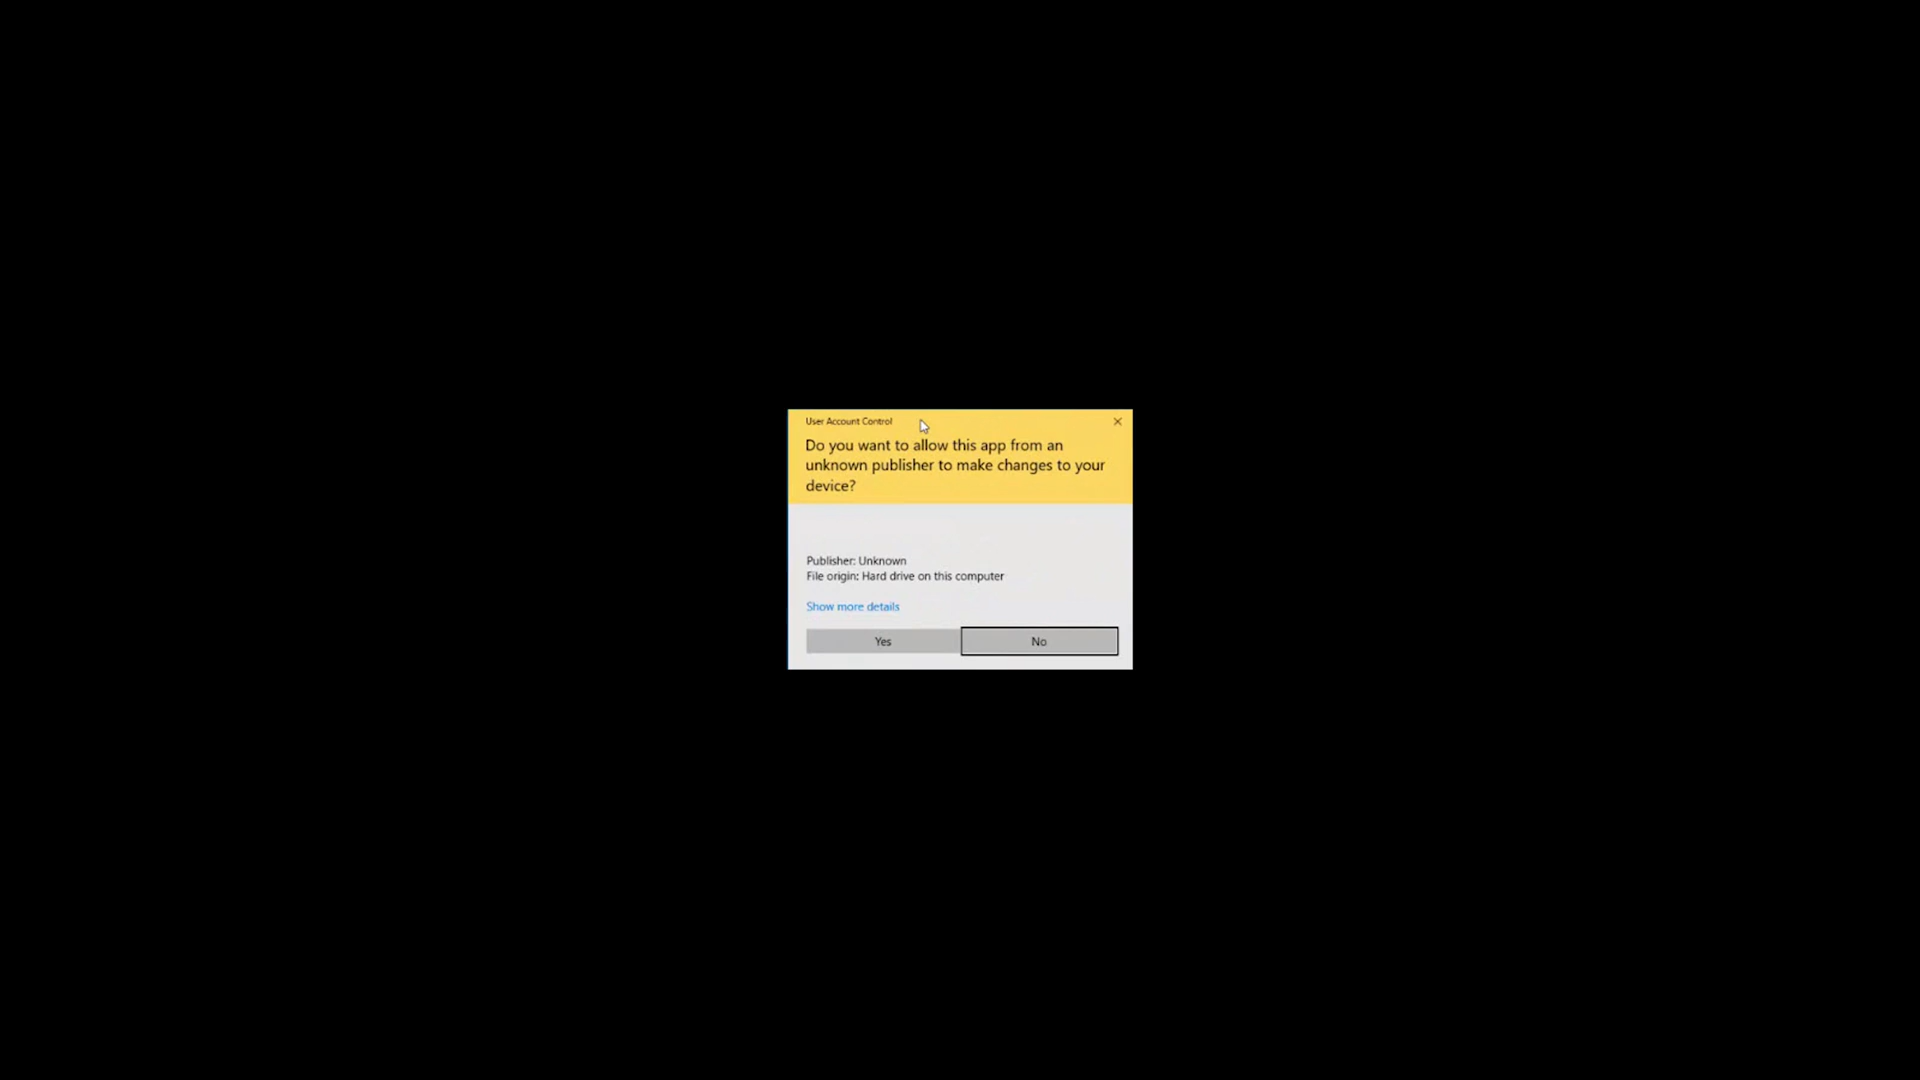 User Account Control
Do you want to allow this app from an
unknown publisher to make changes to your
device?
Publisher: Unknown
File origin: Hard drive on this computer
Show more details
Yes
No